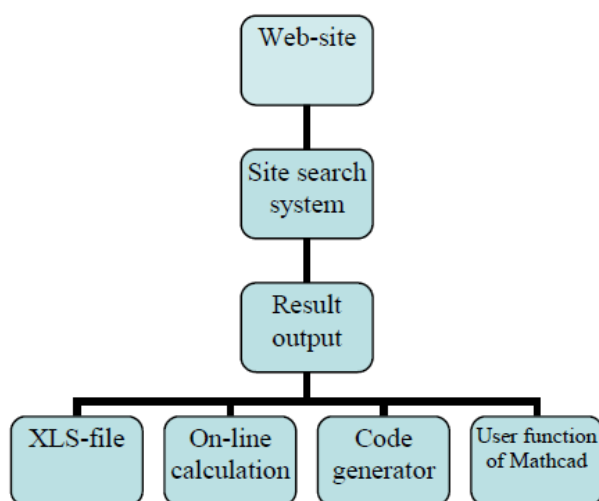 Web-site
Site search
system
Result
output
XLS-file
On-line
calculation
Code
generator
User function
of Mathcad